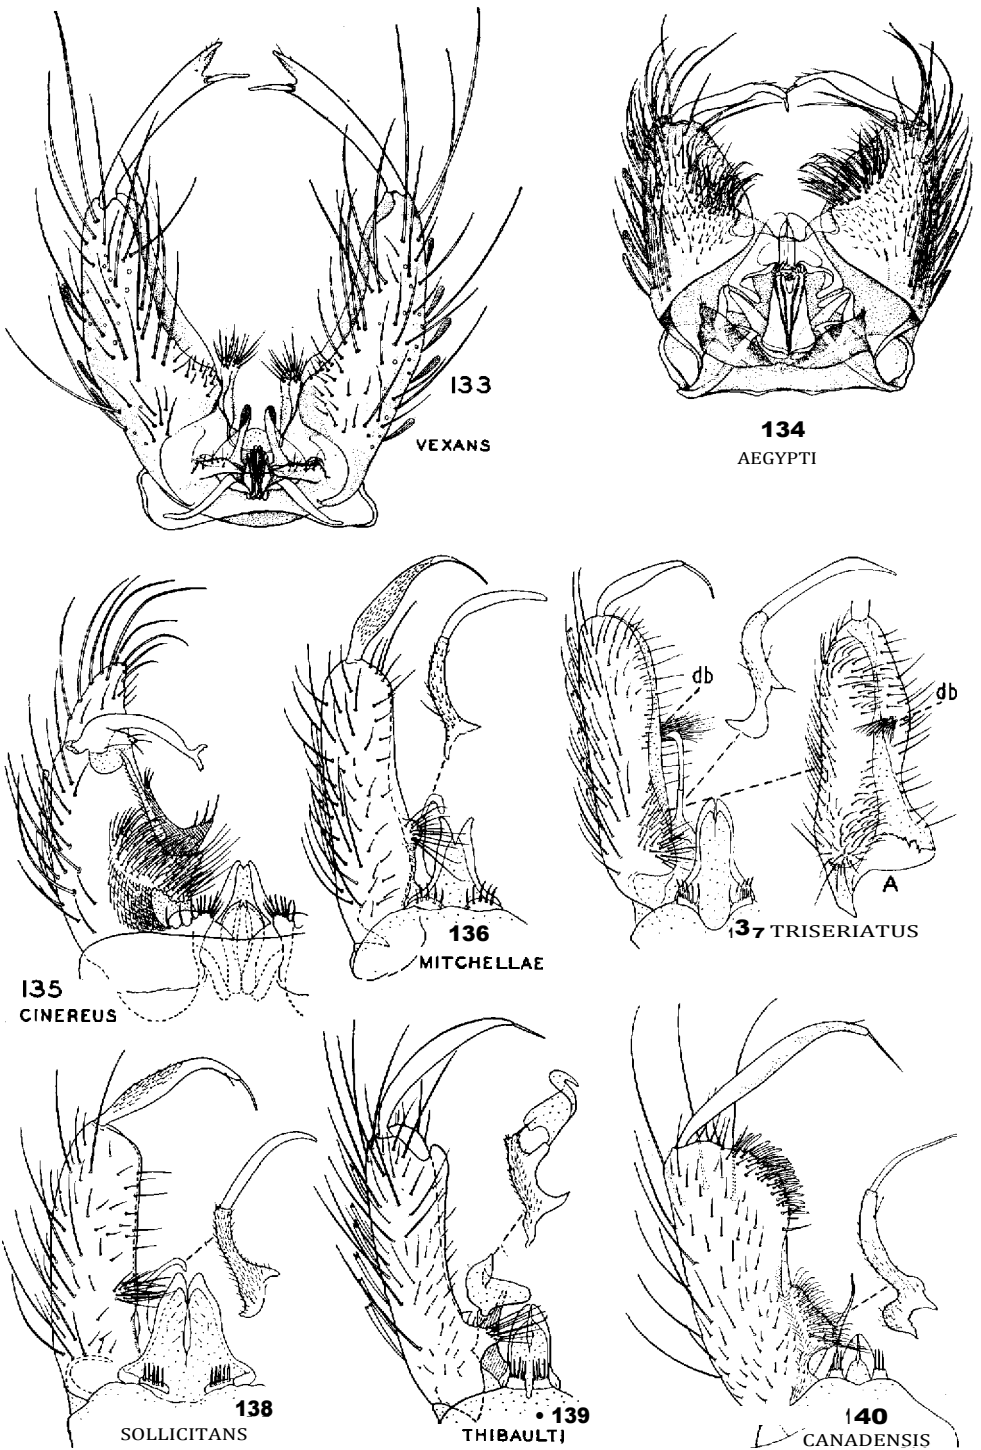 133
VEXANS
134
AEGYPTI
db
db
A
135
CINEREUS
136
MITCHELLAE
137 TRISERIATUS
138
SOLLICITANS
• 139
THIBAULTI
140
CANADENSIS